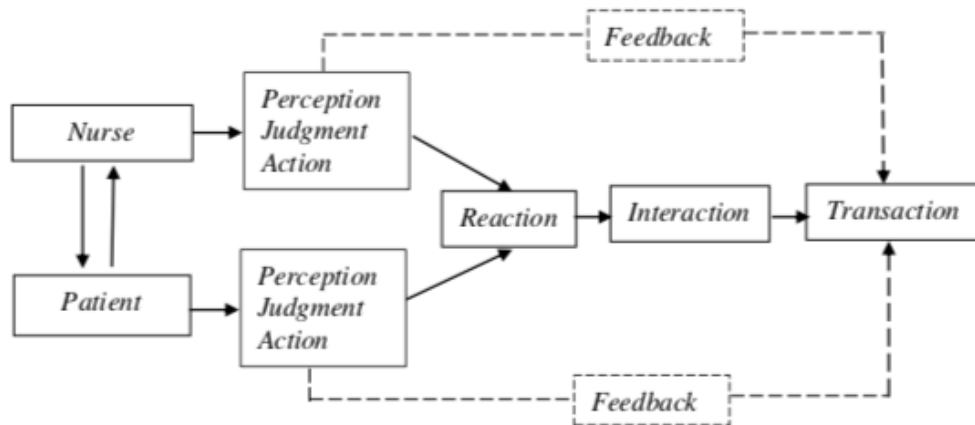 Feedback
Perception
Judgment
Action
Nurse
Reaction
Interaction
Transaction
Perception
Judgment
Action
Patient
Feedback